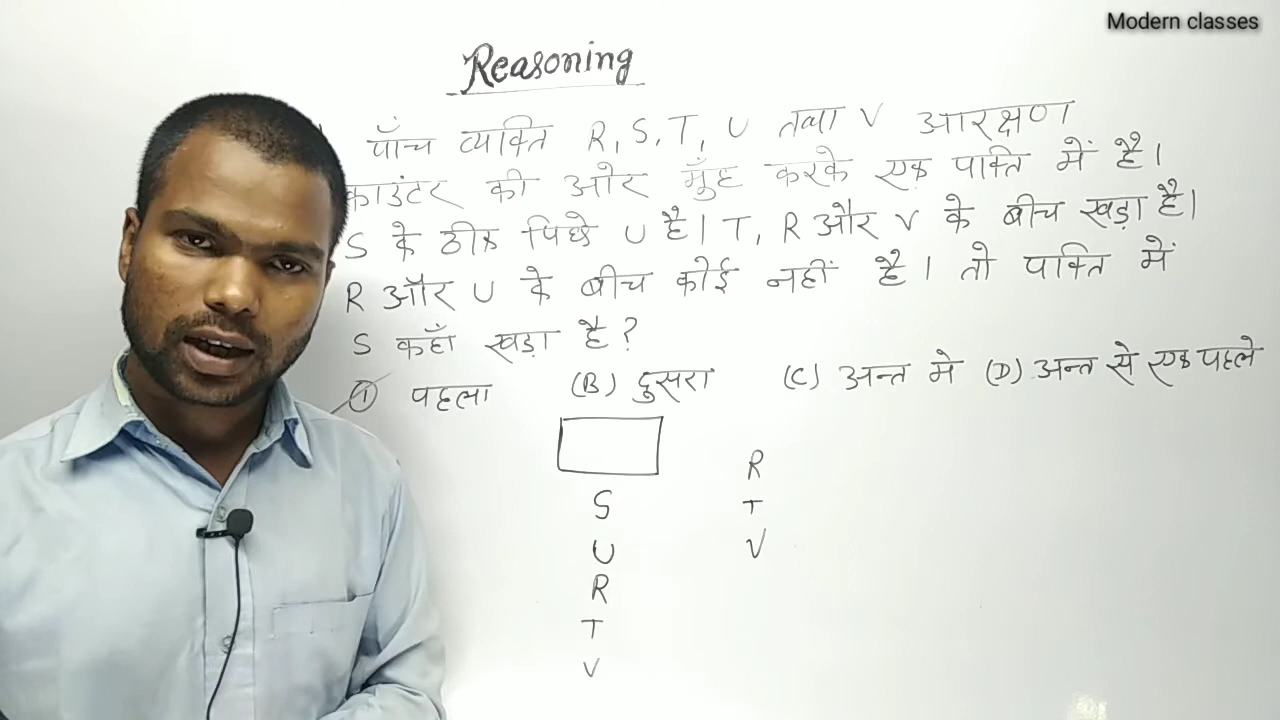 Modern classes
Reasoning
पाँच व्यक्ति R, S, T, U तथा V आरक्षण
काउंटर की ओर मुँह करके एक पाक्ति में है।
S के ठीक पिछे U है। T, R और V के बीच खड़ा है।
R और U के बीच कोई नहीं है। तो पाक्ति में
S कहाँ खड़ा है?
① पहला (B) दुसरा (C) अन्त मे (D) अन्त से एक पहले
S
U
R
T
V
R
T
V